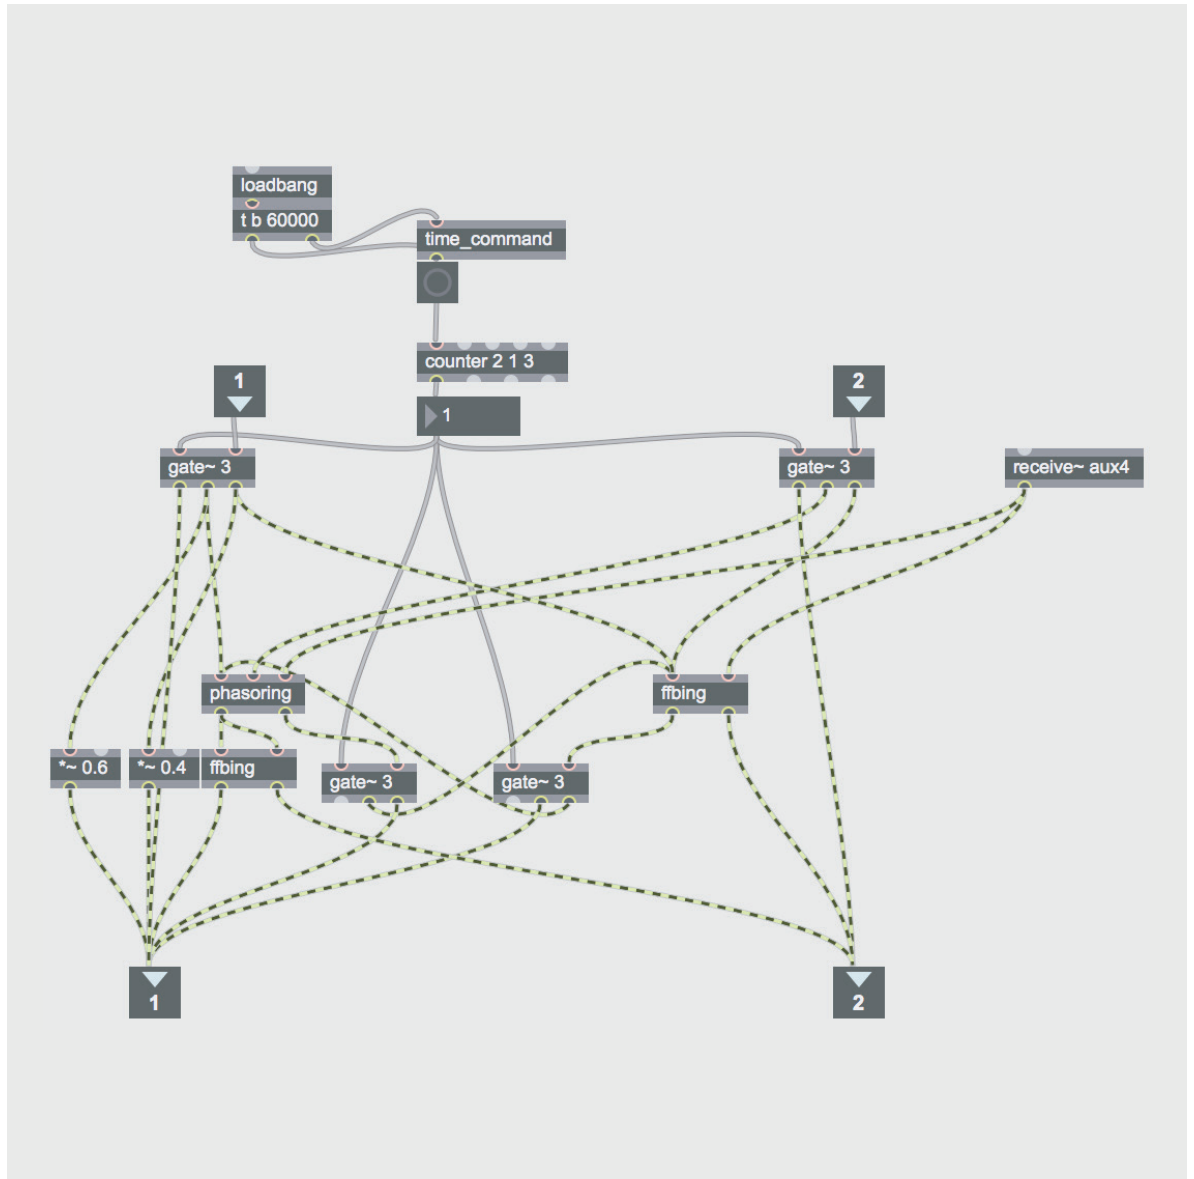 loadbang
t b 60000
time_command
counter 2 1 3
1
1
2
gate~ 3
gate~ 3
receive~ aux4
phasoring
ffbing
*~ 0.6
*~ 0.4
ffbing
gate~ 3
gate~ 3
1
2